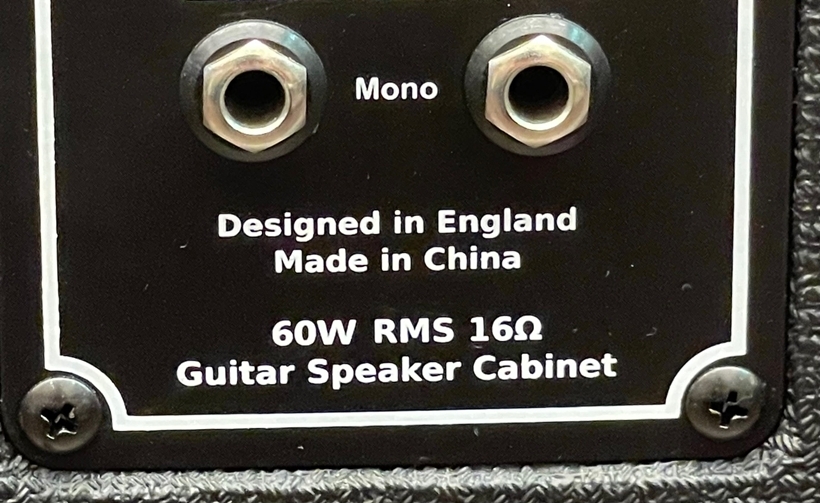 Mono
Designed in England
Made in China
60W RMS 16Ω
Guitar Speaker Cabinet